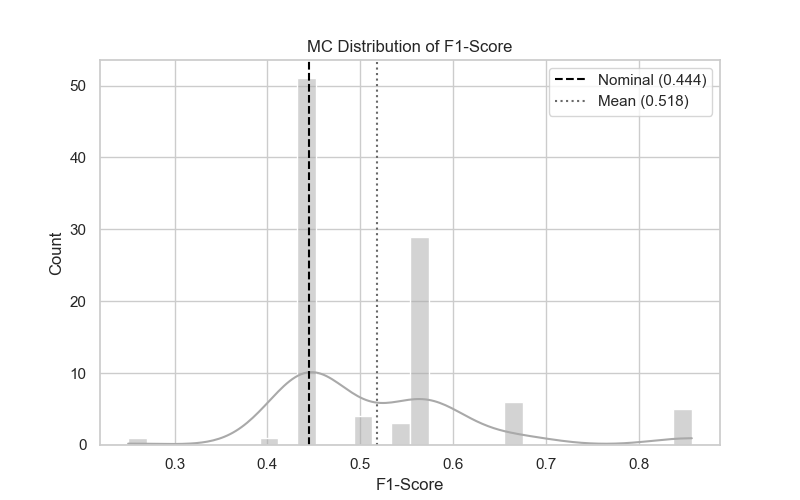 MC Distribution of F1-Score
Nominal (0.444)
Mean (0.518)
50
40
30
20
10
0
Count
0.3 0.4 0.5 0.6 0.7 0.8
F1-Score